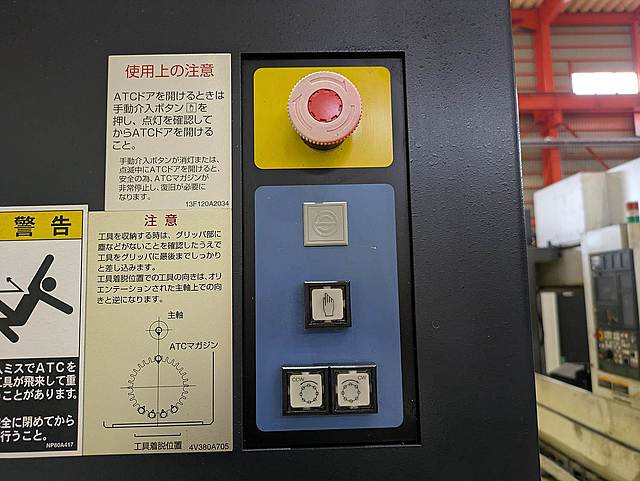 使用上の注意
ATCドアを開けるときは
手動介入ボタン を
押し、点灯を確認して
からATCドアを開ける
こと。
手動介入ボタンが消灯または、
点滅中にATCドアを開けると、
安全の為、ATCマガジンが
非常停止し、復旧が必要に
なります。
13F120A2034
注意
工具を収納する時は、グリッパ部に
塵などがないことを確認したうえで
工具をグリッパに最後までしっかり
と差し込みます。
工具着脱位置での工具の向きは、オリ
エンテーションされた主軸上での向
きと逆になります。
主軸
ATCマガジン
工具着脱位置
4V380A705
警告
ミスでATCを
工具が飛来して重
ことがあります。
全に閉めてから
行うこと。
NP80A417
CCW
CW